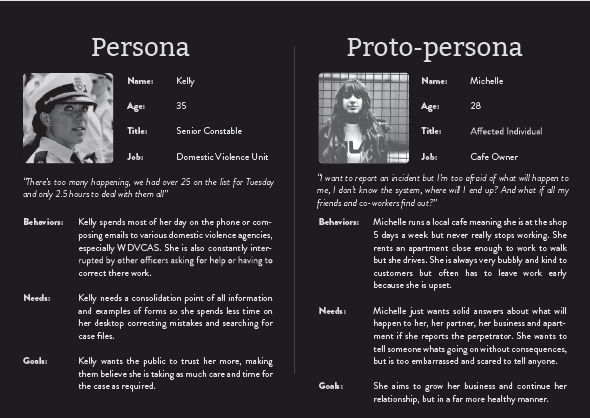 Persona
Name: Kelly
Age: 35
Title: Senior Constable
Job: Domestic Violence Unit
"There's too many happening, we had over 25 on the list for Tuesday
and only 2.5 hours to deal with them all"
Behaviors: Kelly spends most of her day on the phone or com-
posing emails to various domestic violence agencies,
especially WDVCAS. She is also constantly inter-
rupted by other officers asking for help or having to
correct there work.
Needs: Kelly needs a consolidation point of all information
and examples of forms so she spends less time on
her desktop correcting mistakes and searching for
case files.
Goals: Kelly wants the public to trust her more, making
them believe she is taking as much care and time for
the case as required.
Proto-persona
Name: Michelle
Age: 28
Title: Affected Individual
Job: Cafe Owner
"I want to report an incident but I'm too afraid of what will happen to
me, I don't know the system, where will I end up? And what if all my
friends and co-workers find out?"
Behaviors: Michelle runs a local cafe meaning she is at the shop
5 days a week but never really stops working. She
rents an apartment close enough to work to walk
but she drives. She is always very bubbly and kind to
customers but often has to leave work early
because she is upset.
Needs: Michelle just wants solid answers about what will
happen to her, her partner, her business and apart-
ment if she reports the perpetrator. She wants to
tell someone whats going on without consequences,
but is too embarrassed and scared to tell anyone.
Goals: She aims to grow her business and continue her
relationship, but in a far more healthy manner.